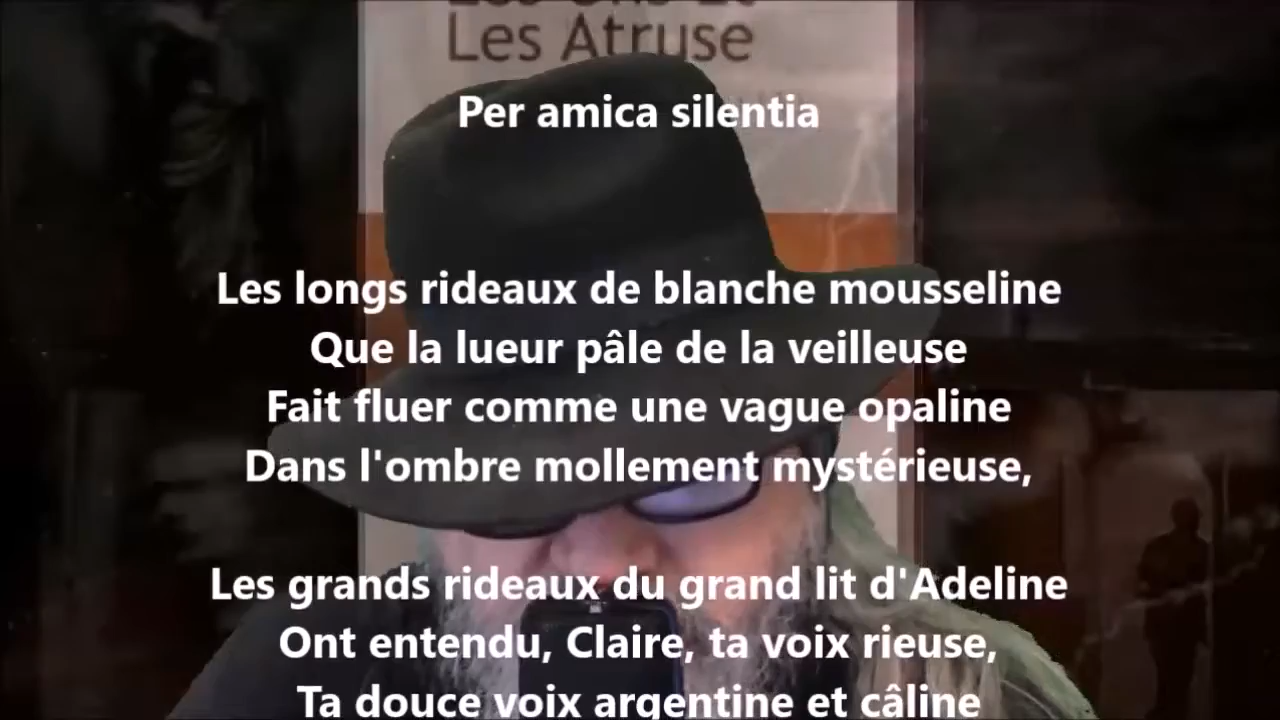 Les Atruse
Per amica silentia
Les longs rideaux de blanche mousseline
Que la lueur pâle de la veilleuse
Fait fluer comme une vague opaline
Dans l'ombre mollement mystérieuse,
Les grands rideaux du grand lit d'Adeline
Ont entendu, Claire, ta voix rieuse,
Ta douce voix argentine et câline